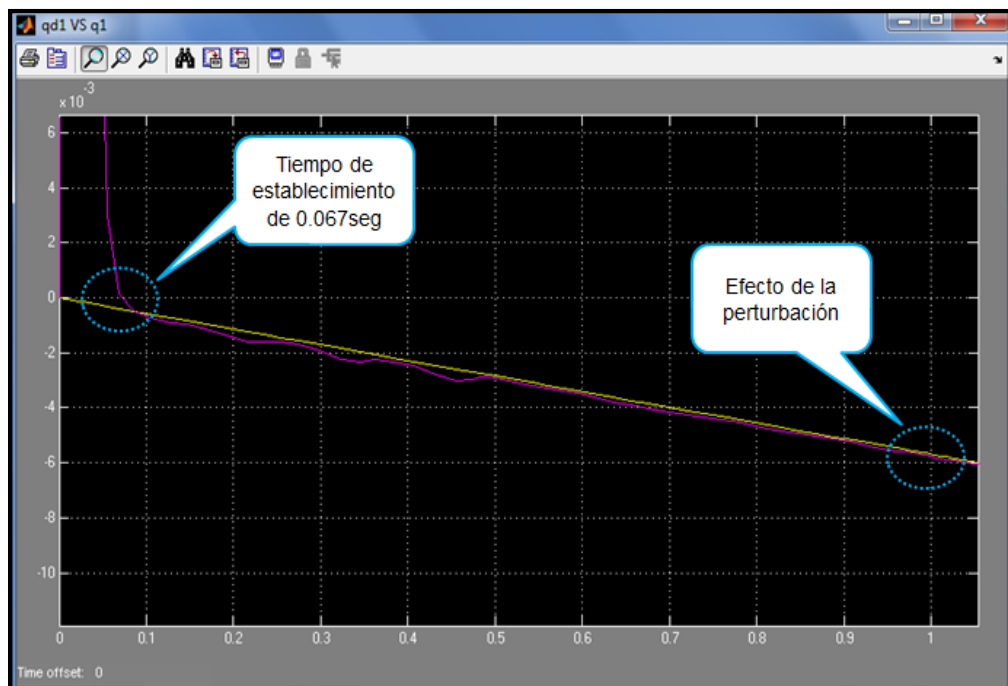 qd1 VS q1
x 10
-3
6
4
2
0
-2
-4
-6
-8
-10
Tiempo de
establecimiento
de 0.067seg
Efecto de la
perturbación
0
0.1
0.2
0.3
0.4
0.5
0.6
0.7
0.8
0.9
1
Time offset: 0